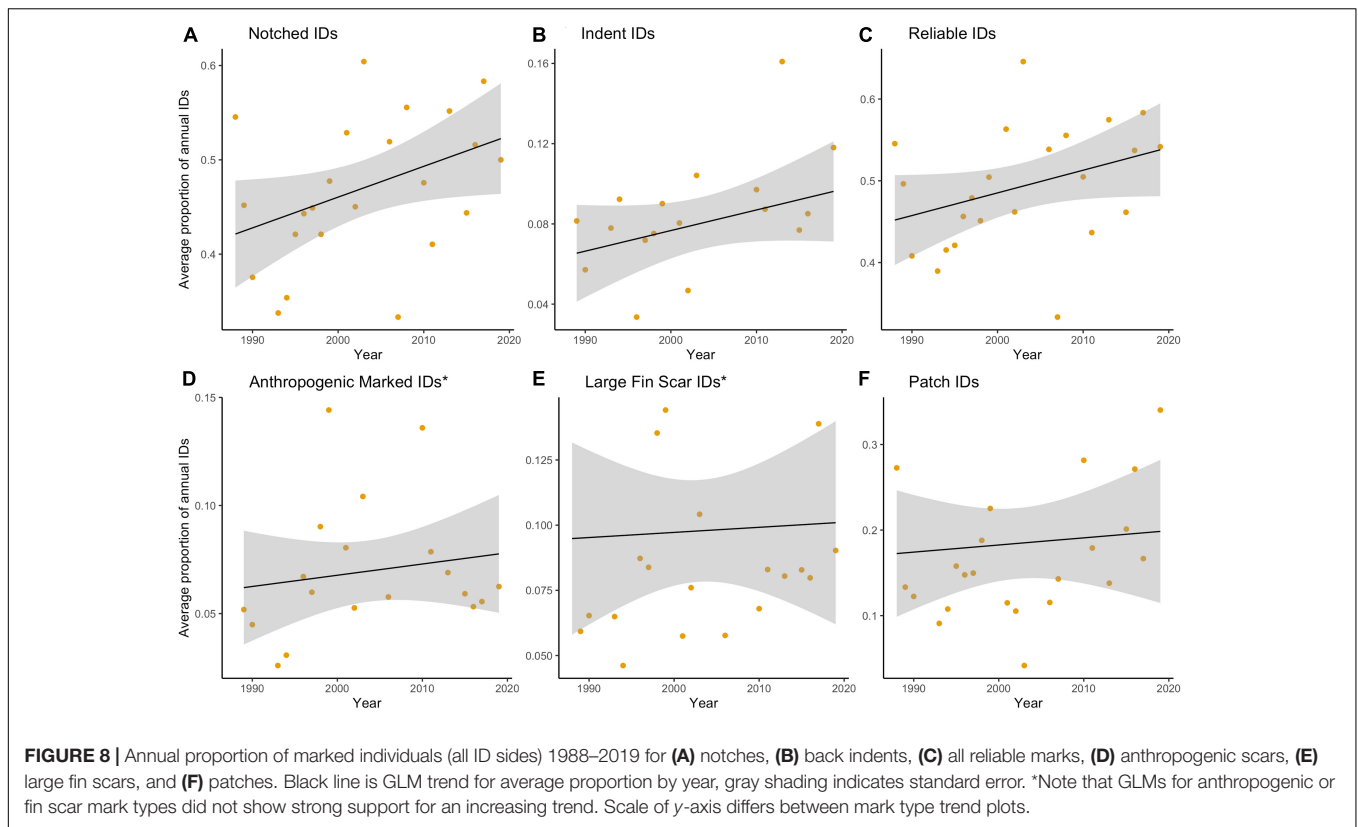 A Notched IDs
B Indent IDs
C Reliable IDs
Average proportion of annual IDs
0.6
0.5
0.4
1990 2000 2010 2020
Year
0.16
0.12
0.08
0.04
1990 2000 2010 2020
Year
0.6
0.5
0.4
1990 2000 2010 2020
Year
D Anthropogenic Marked IDs*
E Large Fin Scar IDs*
F Patch IDs
Average proportion of annual IDs
0.15
0.10
0.05
1990 2000 2010 2020
Year
0.125
0.100
0.075
0.050
1990 2000 2010 2020
Year
0.3
0.2
0.1
1990 2000 2010 2020
Year
FIGURE 8 | Annual proportion of marked individuals (all ID sides) 1988–2019 for (A) notches, (B) back indents, (C) all reliable marks, (D) anthropogenic scars, (E)
large fin scars, and (F) patches. Black line is GLM trend for average proportion by year, gray shading indicates standard error. *Note that GLMs for anthropogenic or
fin scar mark types did not show strong support for an increasing trend. Scale of y-axis differs between mark type trend plots.